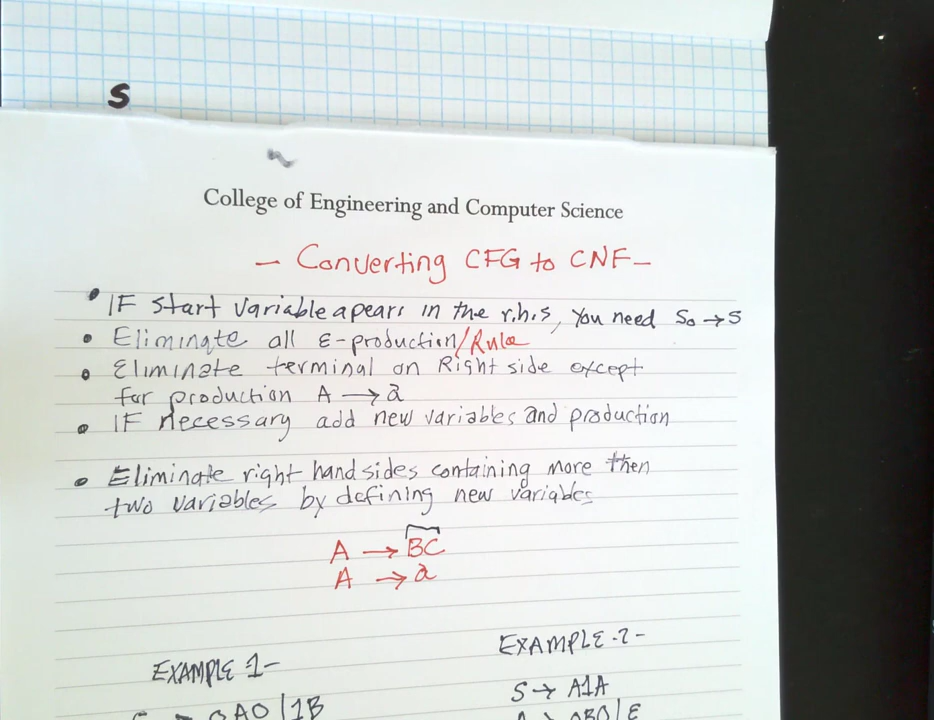 S
College of Engineering and Computer Science
- Converting CFG to CNF -
• IF start Variable apears in the r.h.s, You need S₀ → S
• Eliminate all ε-production/Rule
• Eliminate terminal on Right side except
for production A → a
• IF necessary add new variables and production
• Eliminate right hand sides containing more then
two variables by defining new variables
A → BC
A → a
EXAMPLE 1-
EXAMPLE-2-
S → A1A
0A0 | 1B
0B0 | ε